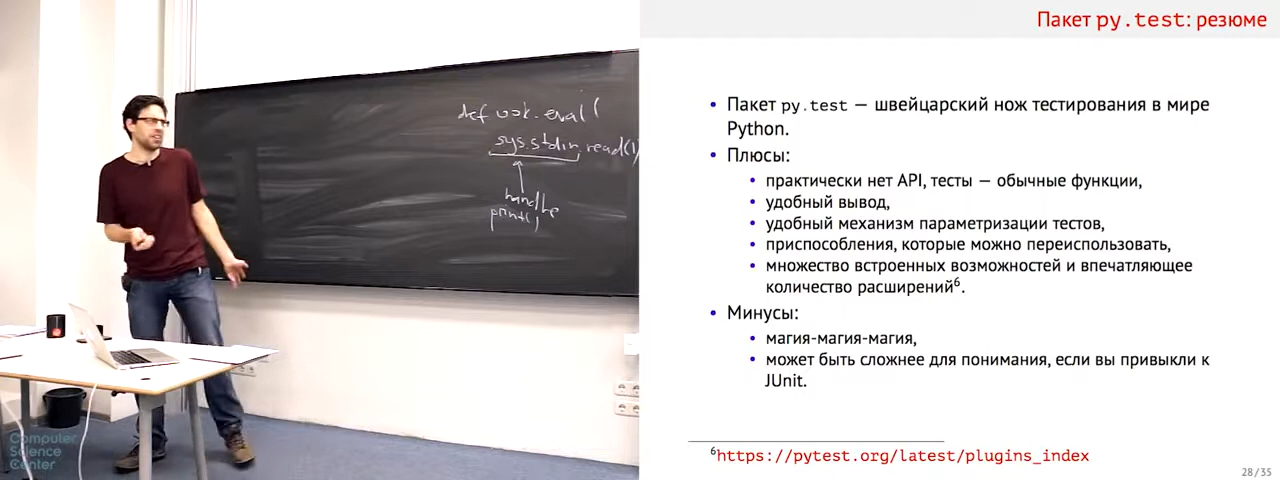 def ook.eval(
sys.stdin.read(1)
handle
print()
Computer
Science
Center
Пакет py.test: резюме
• Пакет py.test — швейцарский нож тестирования в мире
Python.
• Плюсы:
• практически нет API, тесты — обычные функции,
• удобный вывод,
• удобный механизм параметризации тестов,
• приспособления, которые можно переиспользовать,
• множество встроенных возможностей и впечатляющее
количество расширений⁶.
• Минусы:
• магия-магия-магия,
• может быть сложнее для понимания, если вы привыкли к
JUnit.
⁶https://pytest.org/latest/plugins_index
28/35